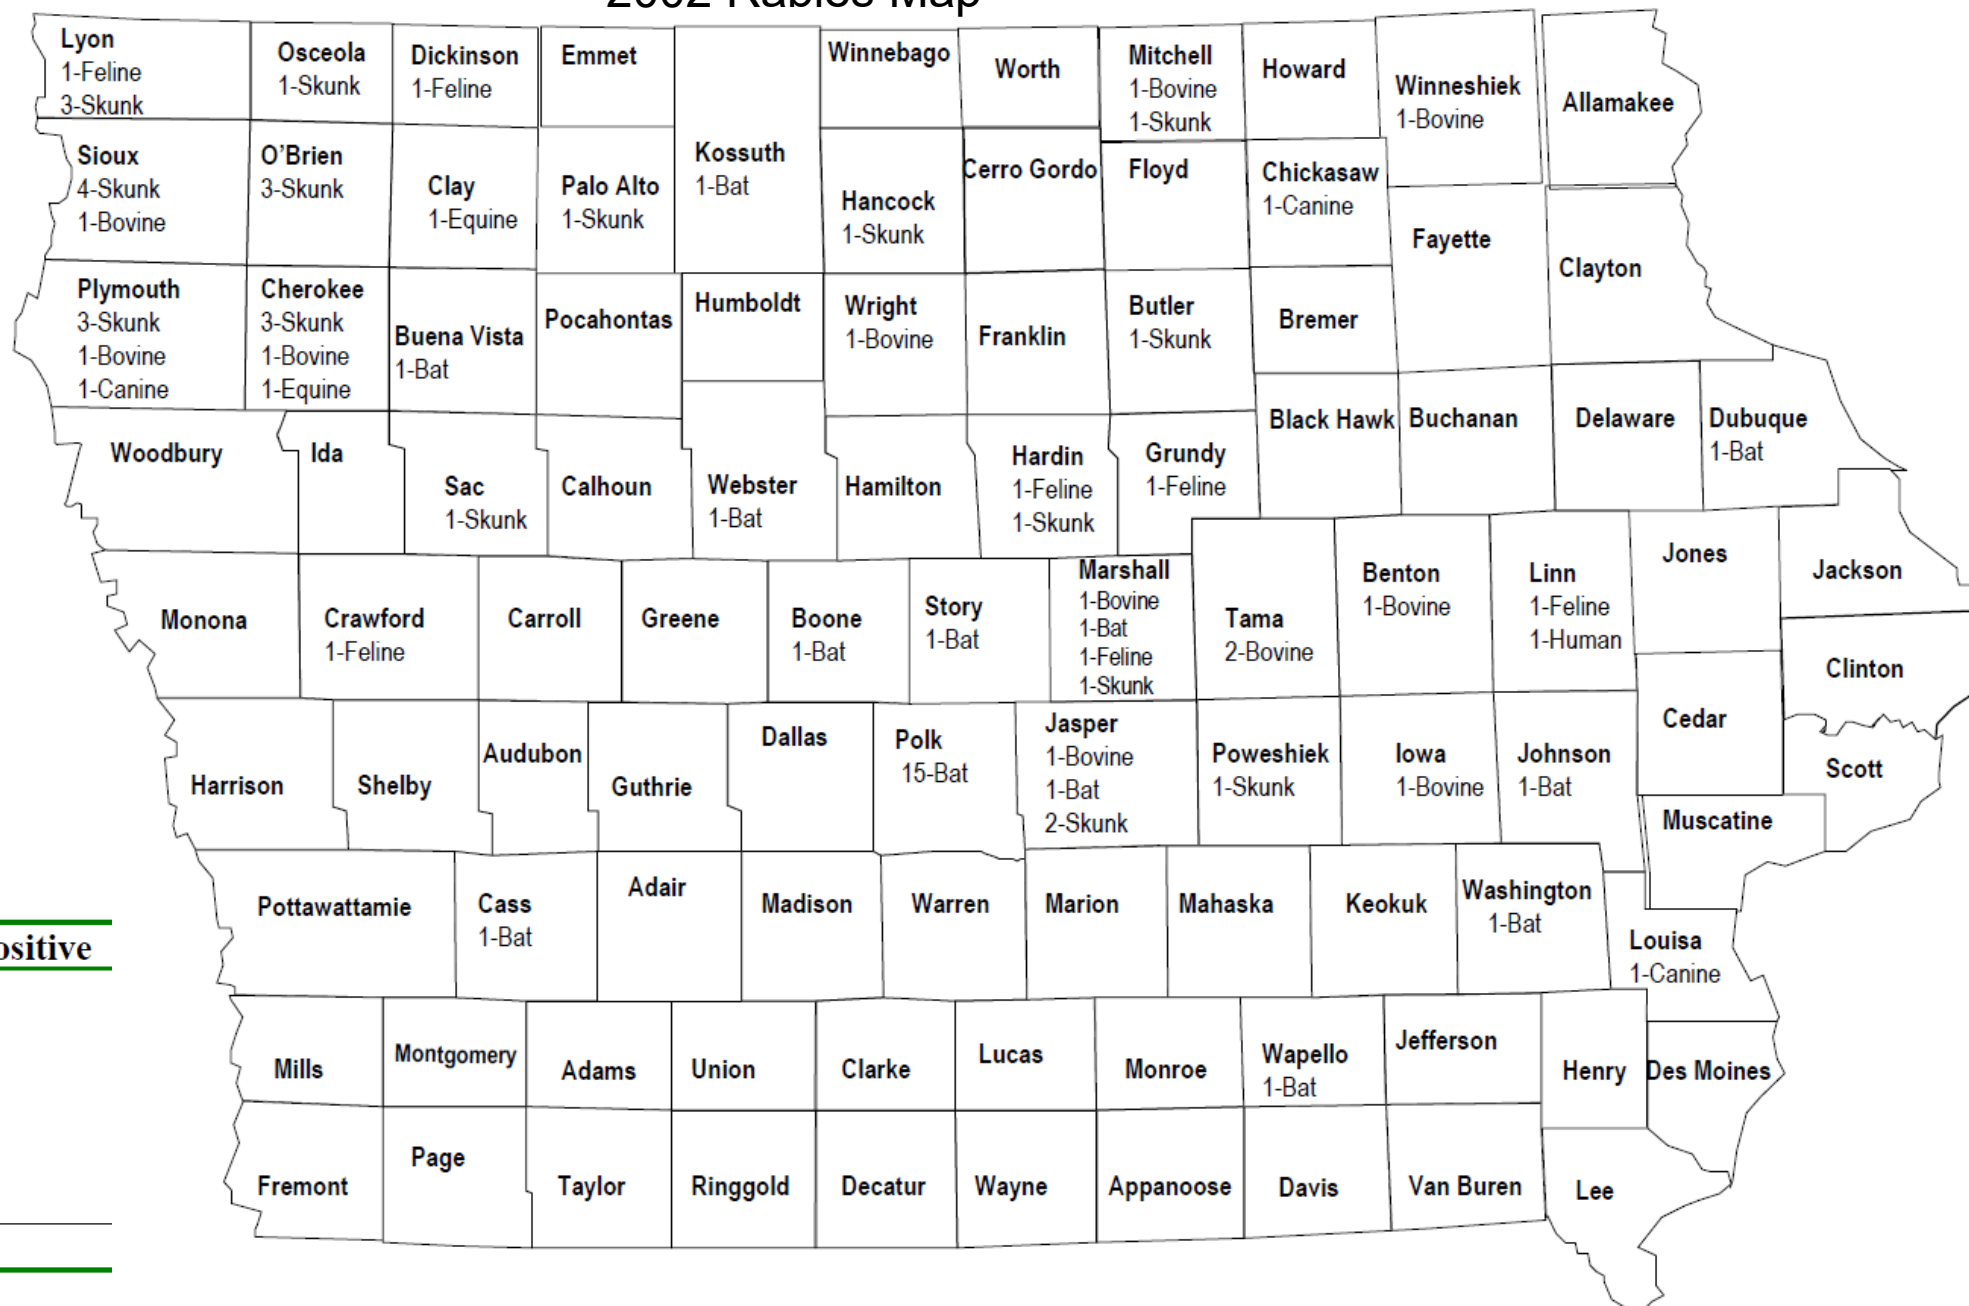 2002 Rabies Map
Lyon
1-Feline
3-Skunk
Osceola
1-Skunk
Dickinson
1-Feline
Emmet
Kossuth
1-Bat
Winnebago
Worth
Mitchell
1-Bovine
1-Skunk
Howard
Winneshiek
1-Bovine
Allamakee
Sioux
4-Skunk
1-Bovine
O'Brien
3-Skunk
Clay
1-Equine
Palo Alto
1-Skunk
Hancock
1-Skunk
Cerro Gordo
Floyd
Chickasaw
1-Canine
Fayette
Clayton
Plymouth
3-Skunk
1-Bovine
1-Canine
Cherokee
3-Skunk
1-Bovine
1-Equine
Buena Vista
1-Bat
Pocahontas
Humboldt
Wright
1-Bovine
Franklin
Butler
1-Skunk
Bremer
Woodbury
Ida
Sac
1-Skunk
Calhoun
Webster
1-Bat
Hamilton
Hardin
1-Feline
1-Skunk
Grundy
1-Feline
Black Hawk
Buchanan
Delaware
Dubuque
1-Bat
Monona
Crawford
1-Feline
Carroll
Greene
Boone
1-Bat
Story
1-Bat
Marshall
1-Bovine
1-Bat
1-Feline
1-Skunk
Tama
2-Bovine
Benton
1-Bovine
Linn
1-Feline
1-Human
Jones
Jackson
Clinton
Harrison
Shelby
Audubon
Guthrie
Dallas
Polk
15-Bat
Jasper
1-Bovine
1-Bat
2-Skunk
Poweshiek
1-Skunk
Iowa
1-Bovine
Johnson
1-Bat
Cedar
Scott
Muscatine
Pottawattamie
Cass
1-Bat
Adair
Madison
Warren
Marion
Mahaska
Keokuk
Washington
1-Bat
Louisa
1-Canine
ositive
Mills
Montgomery
Adams
Union
Clarke
Lucas
Monroe
Wapello
1-Bat
Jefferson
Henry
Des Moines
Fremont
Page
Taylor
Ringgold
Decatur
Wayne
Appanoose
Davis
Van Buren
Lee